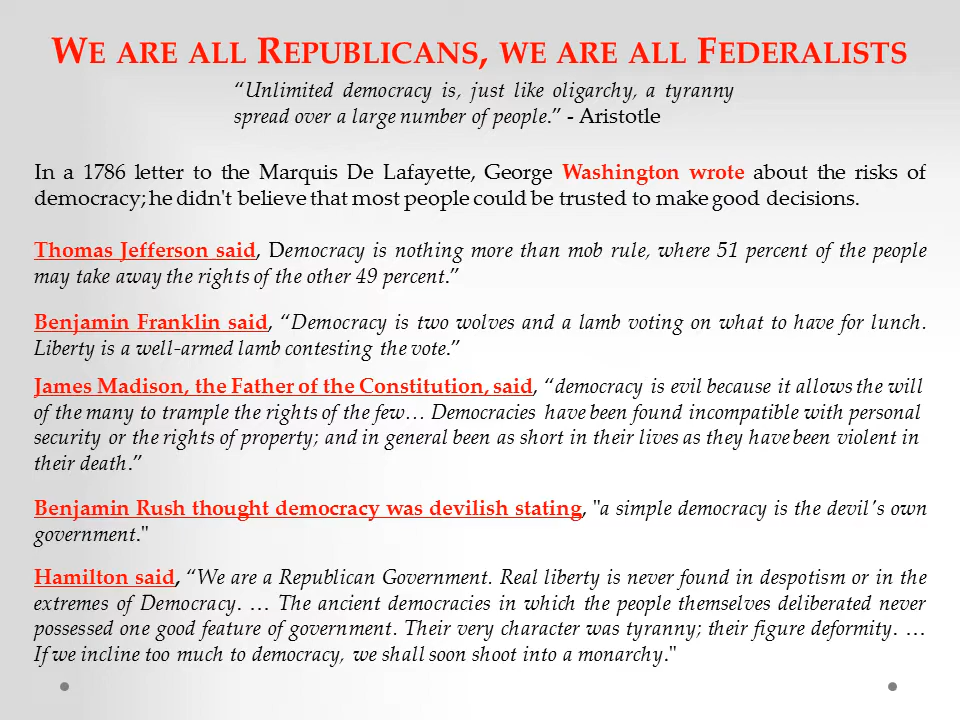 We are all Republicans, we are all Federalists
“Unlimited democracy is, just like oligarchy, a tyranny
spread over a large number of people.” - Aristotle
In a 1786 letter to the Marquis De Lafayette, George Washington wrote about the risks of
democracy; he didn't believe that most people could be trusted to make good decisions.
Thomas Jefferson said, Democracy is nothing more than mob rule, where 51 percent of the people
may take away the rights of the other 49 percent.”
Benjamin Franklin said, “Democracy is two wolves and a lamb voting on what to have for lunch.
Liberty is a well-armed lamb contesting the vote.”
James Madison, the Father of the Constitution, said, “democracy is evil because it allows the will
of the many to trample the rights of the few… Democracies have been found incompatible with personal
security or the rights of property; and in general been as short in their lives as they have been violent in
their death.”
Benjamin Rush thought democracy was devilish stating, "a simple democracy is the devil's own
government."
Hamilton said, “We are a Republican Government. Real liberty is never found in despotism or in the
extremes of Democracy. … The ancient democracies in which the people themselves deliberated never
possessed one good feature of government. Their very character was tyranny; their figure deformity. …
If we incline too much to democracy, we shall soon shoot into a monarchy."